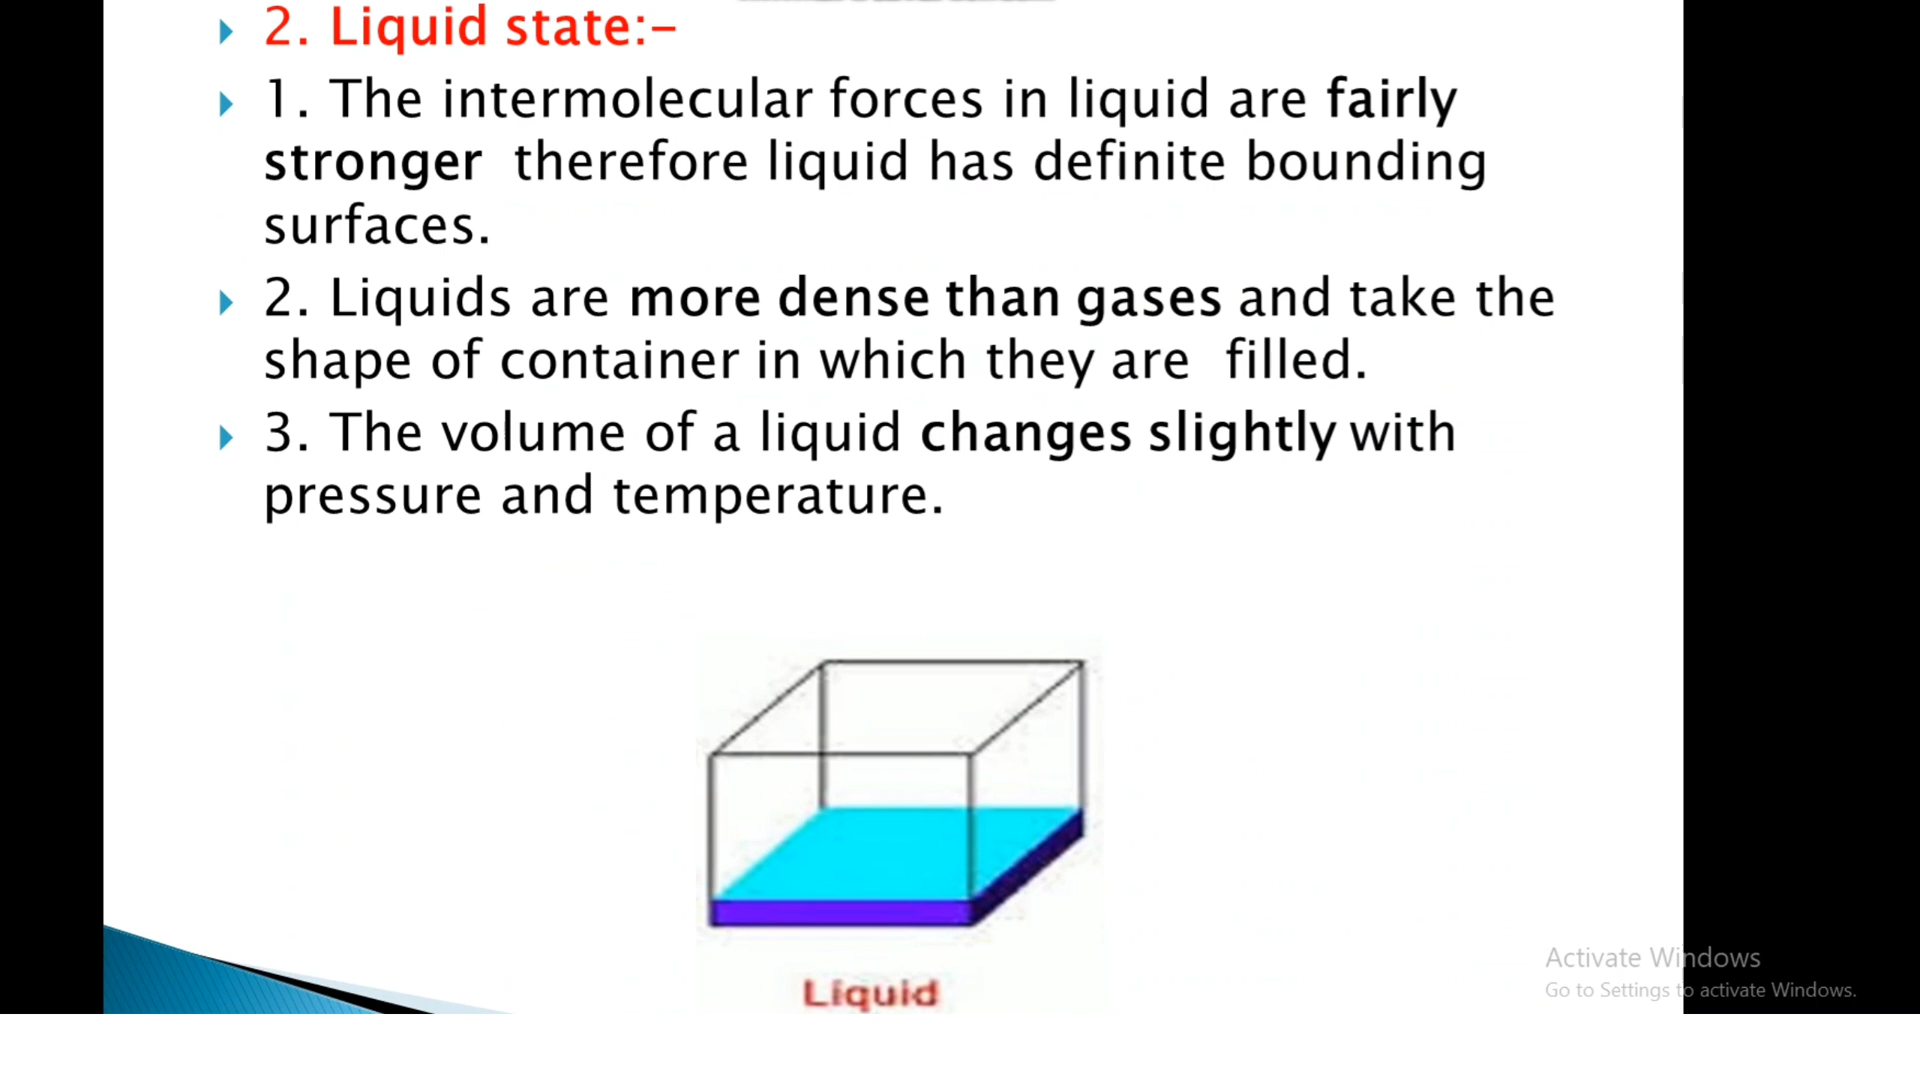 2. Liquid state:-
1. The intermolecular forces in liquid are fairly
stronger therefore liquid has definite bounding
surfaces.
2. Liquids are more dense than gases and take the
shape of container in which they are filled.
3. The volume of a liquid changes slightly with
pressure and temperature.
Liquid
Activate Windows
Go to Settings to activate Windows.